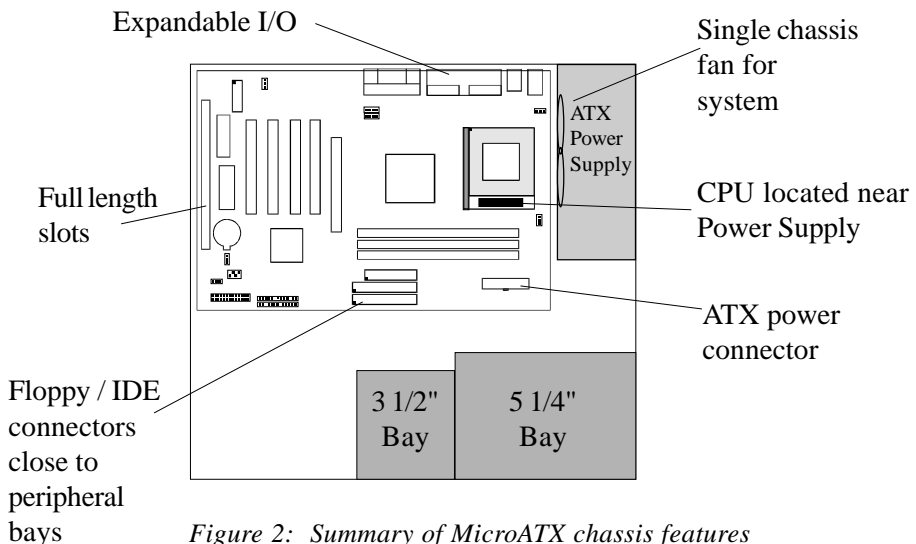 Expandable I/O
Single chassis
fan for
system
ATX
Power
Supply
Full length
slots
CPU located near
Power Supply
ATX power
connector
Floppy / IDE
connectors
close to
peripheral
bays
3 1/2"
Bay
5 1/4"
Bay
Figure 2: Summary of MicroATX chassis features